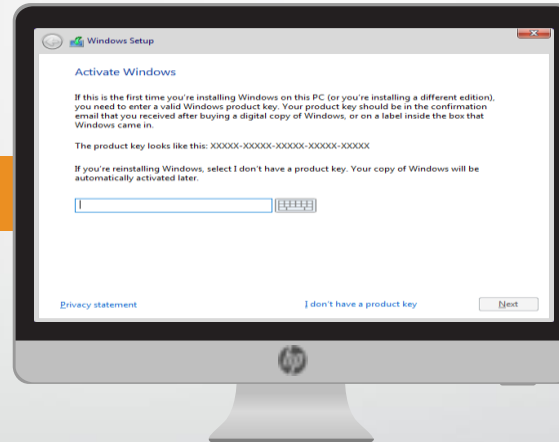 Windows Setup
Activate Windows
If this is the first time you're installing Windows on this PC (or you're installing a different edition),
you need to enter a valid Windows product key. Your product key should be in the confirmation
email that you received after buying a digital copy of Windows, or on a label inside the box that
Windows came in.
The product key looks like this: XXXXX-XXXXX-XXXXX-XXXXX-XXXXX
If you're reinstalling Windows, select I don't have a product key. Your copy of Windows will be
automatically activated later.
Privacy statement I don't have a product key Next
hp